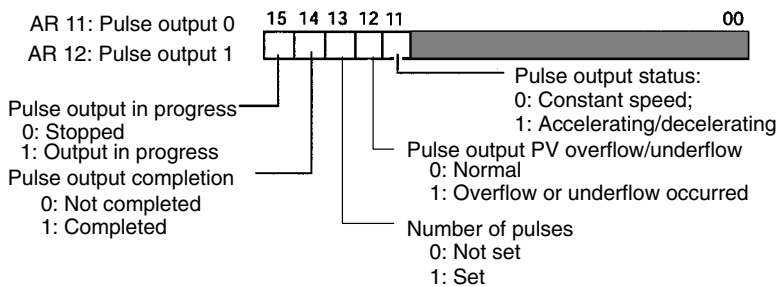 AR 11: Pulse output 0
AR 12: Pulse output 1
15 14 13 12 11 00
Pulse output status:
0: Constant speed;
1: Accelerating/decelerating
Pulse output in progress
0: Stopped
1: Output in progress
Pulse output PV overflow/underflow
0: Normal
1: Overflow or underflow occurred
Pulse output completion
0: Not completed
1: Completed
Number of pulses
0: Not set
1: Set